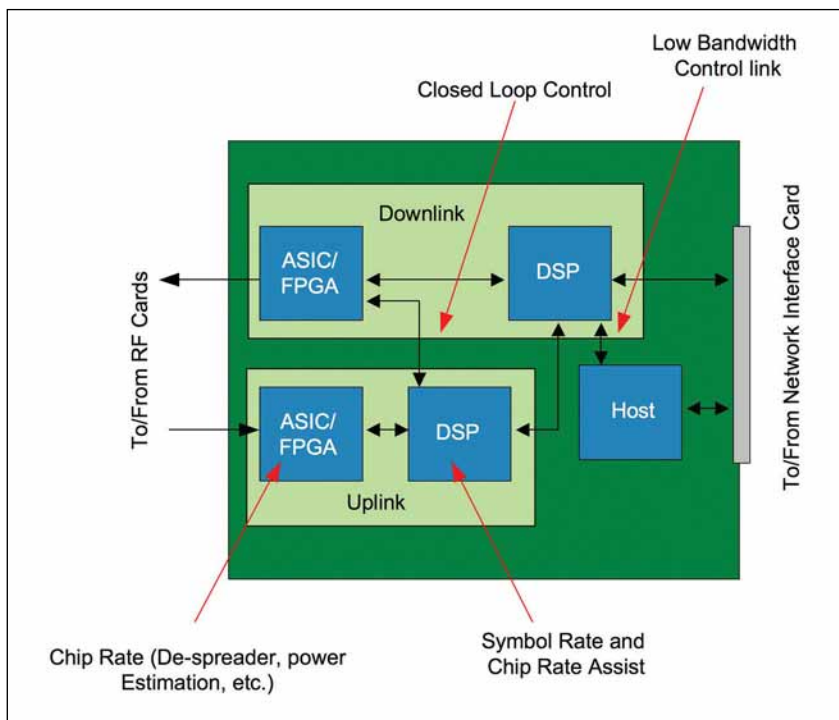 Low Bandwidth
Control link
Closed Loop Control
Downlink
ASIC/
FPGA
DSP
To/From RF Cards
To/From Network Interface Card
ASIC/
FPGA
DSP
Host
Uplink
Chip Rate (De-spreader, power
Estimation, etc.)
Symbol Rate and
Chip Rate Assist